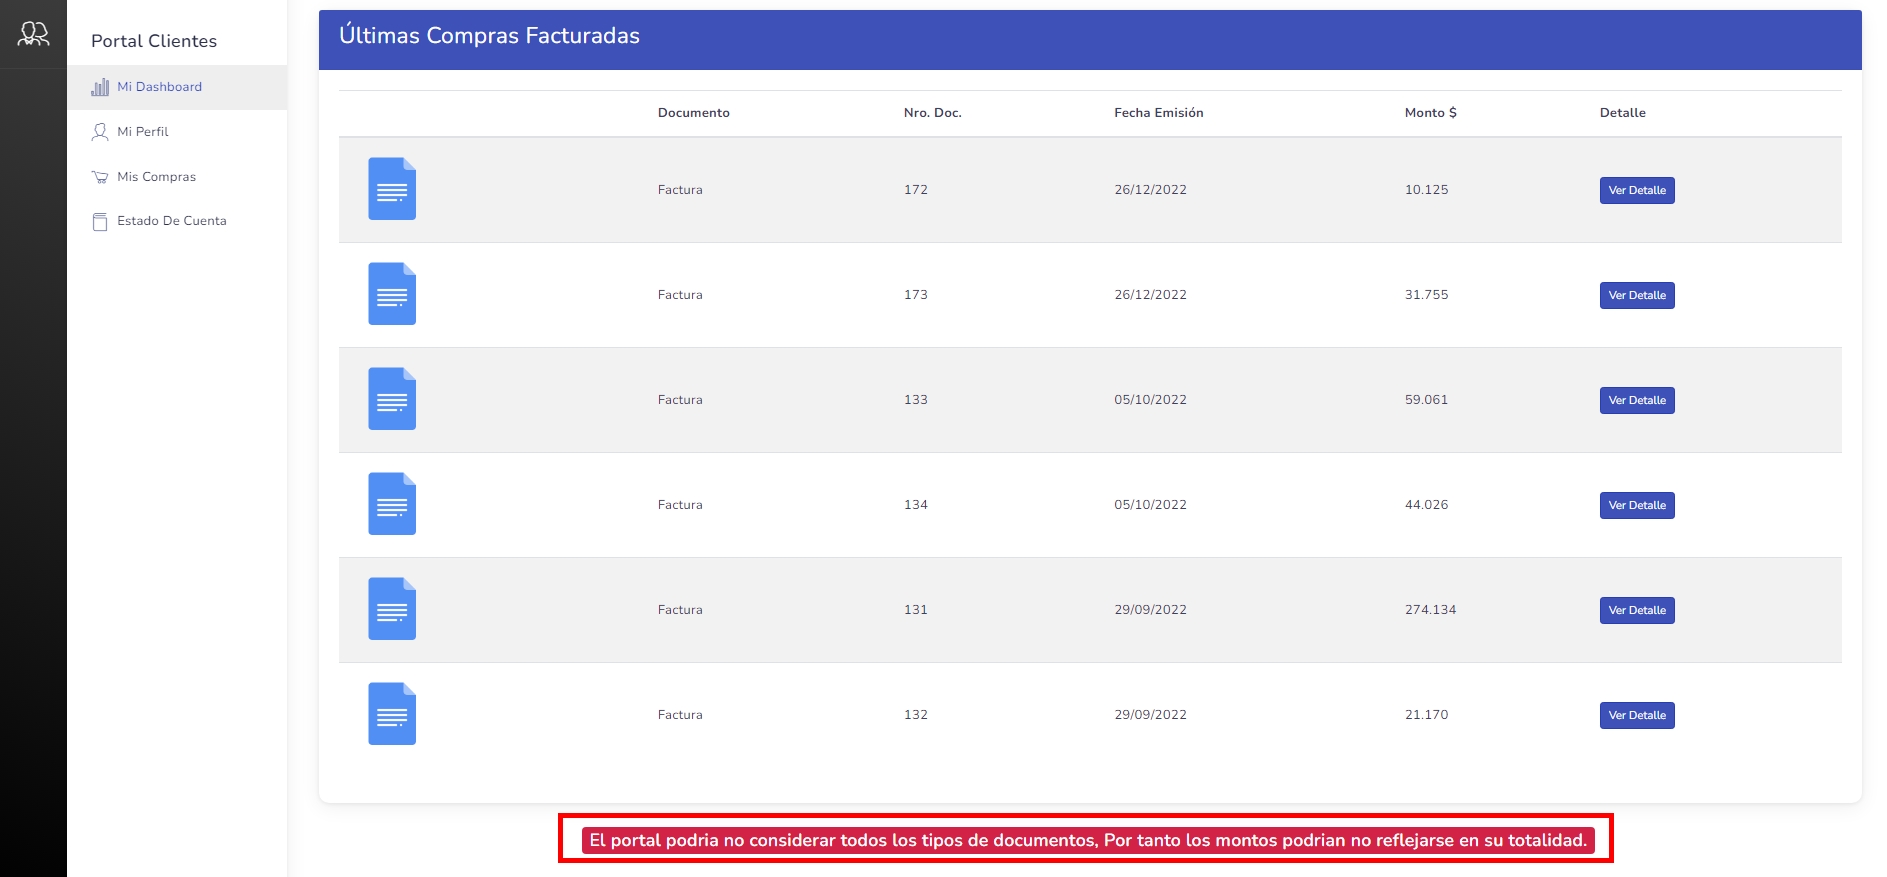 Portal Clientes
Mi Dashboard
Mi Perfil
Mis Compras
Estado De Cuenta
Últimas Compras Facturadas
Documento Nro. Doc. Fecha Emisión Monto $ Detalle
Factura 172 26/12/2022 10.125 Ver Detalle
Factura 173 26/12/2022 31.755 Ver Detalle
Factura 133 05/10/2022 59.061 Ver Detalle
Factura 134 05/10/2022 44.026 Ver Detalle
Factura 131 29/09/2022 274.134 Ver Detalle
Factura 132 29/09/2022 21.170 Ver Detalle
El portal podria no considerar todos los tipos de documentos, Por tanto los montos podrian no reflejarse en su totalidad.